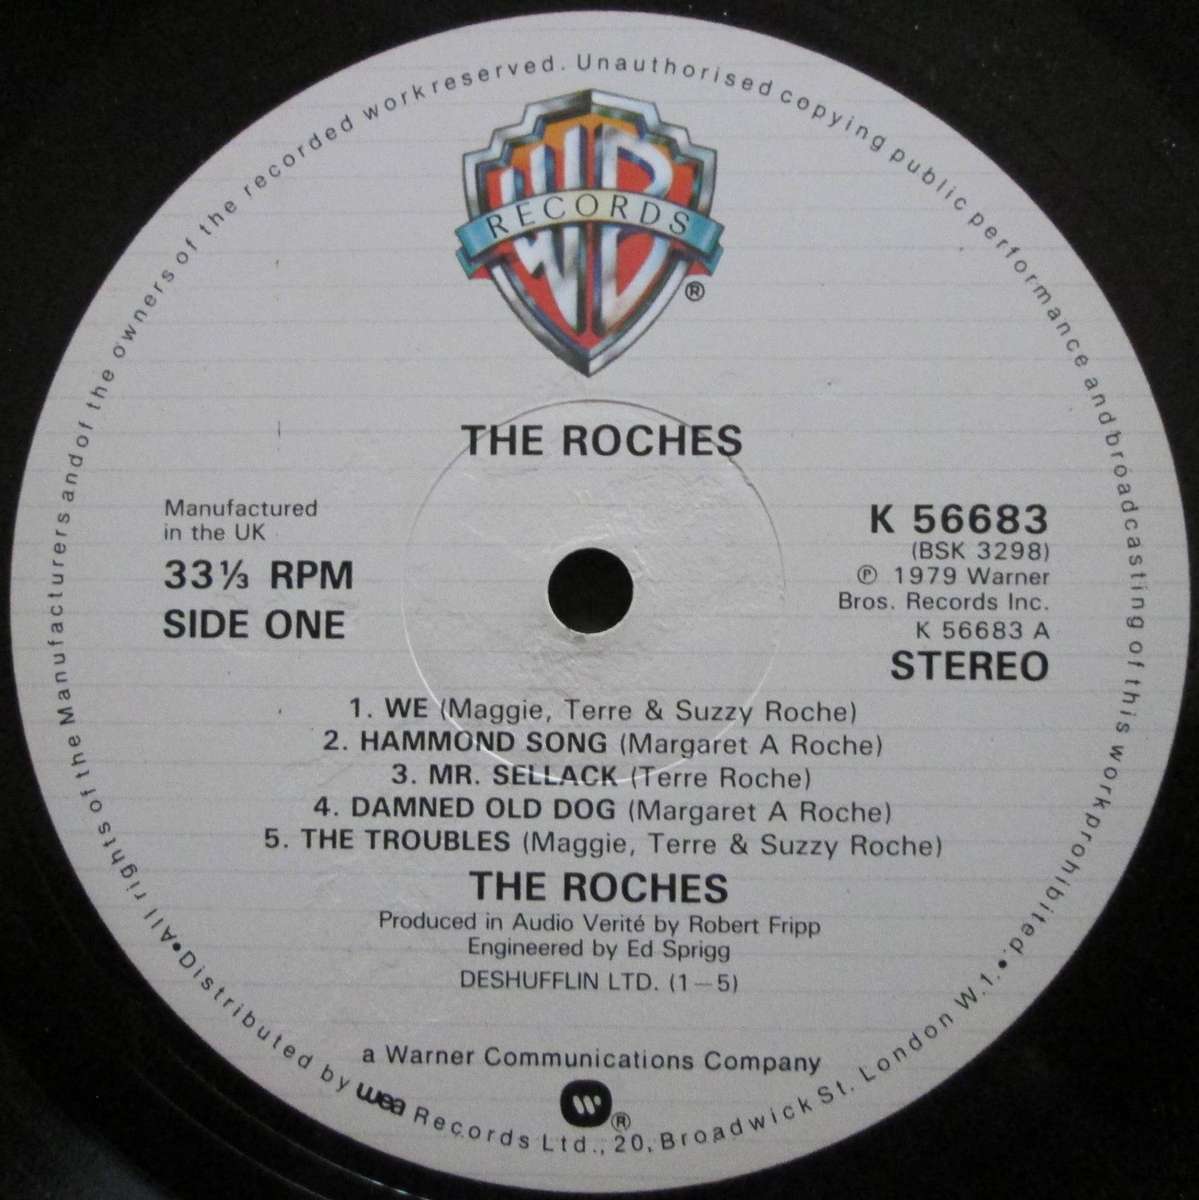 WB
RECORDS
®
THE ROCHES
Manufactured
in the UK
33⅓ RPM
SIDE ONE
K 56683
(BSK 3298)
℗ 1979 Warner
Bros. Records Inc.
K 56683 A
STEREO
1. WE (Maggie, Terre & Suzzy Roche)
2. HAMMOND SONG (Margaret A Roche)
3. MR. SELLACK (Terre Roche)
4. DAMNED OLD DOG (Margaret A Roche)
5. THE TROUBLES (Maggie, Terre & Suzzy Roche)
THE ROCHES
Produced in Audio Verité by Robert Fripp
Engineered by Ed Sprigg
DESHUFFLIN LTD. (1–5)
a Warner Communications Company
®
All rights of the Manufacturers and of the owners of the recorded work reserved. Unauthorised copying public performance and broadcasting of this work prohibited.
•Distributed by wea Records Ltd., 20, Broadwick St. London W.1.•